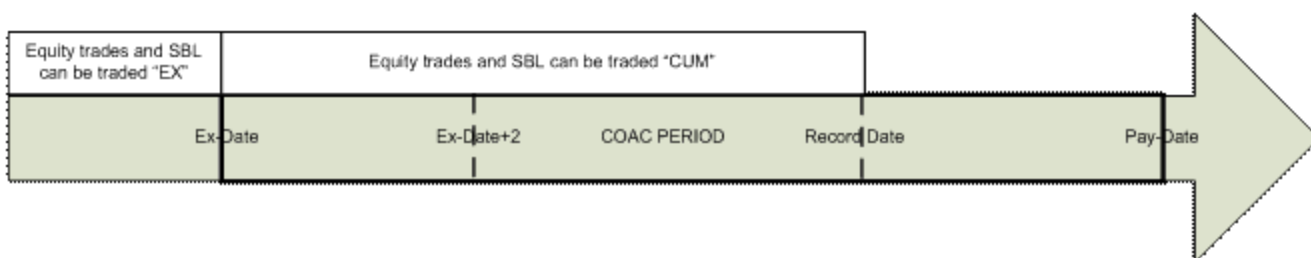 Equity trades and SBL
can be traded “EX”
Equity trades and SBL can be traded “CUM”
Ex-Date
Ex-Date+2
COAC PERIOD
Record Date
Pay-Date